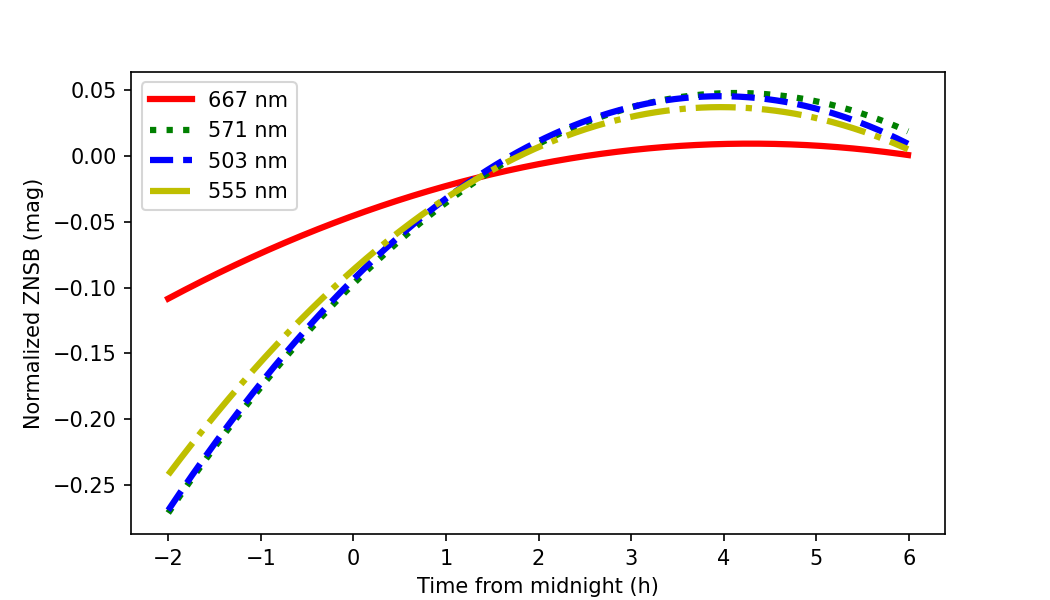 0.05
0.00
−0.05
−0.10
−0.15
−0.20
−0.25
Normalized ZNSB (mag)
667 nm
571 nm
503 nm
555 nm
−2 −1 0 1 2 3 4 5 6
Time from midnight (h)